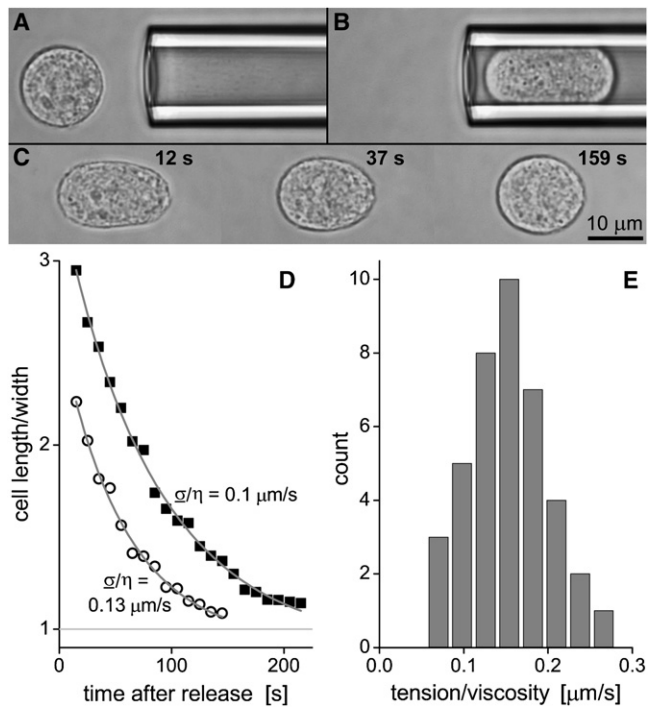 A
B
C
12 s
37 s
159 s
10 μm
D
3
2
1
cell length/width
σ/η = 0.1 μm/s
σ/η =
0.13 μm/s
0
100
200
time after release [s]
E
10
8
6
4
2
0
count
0.0
0.1
0.2
0.3
tension/viscosity [μm/s]